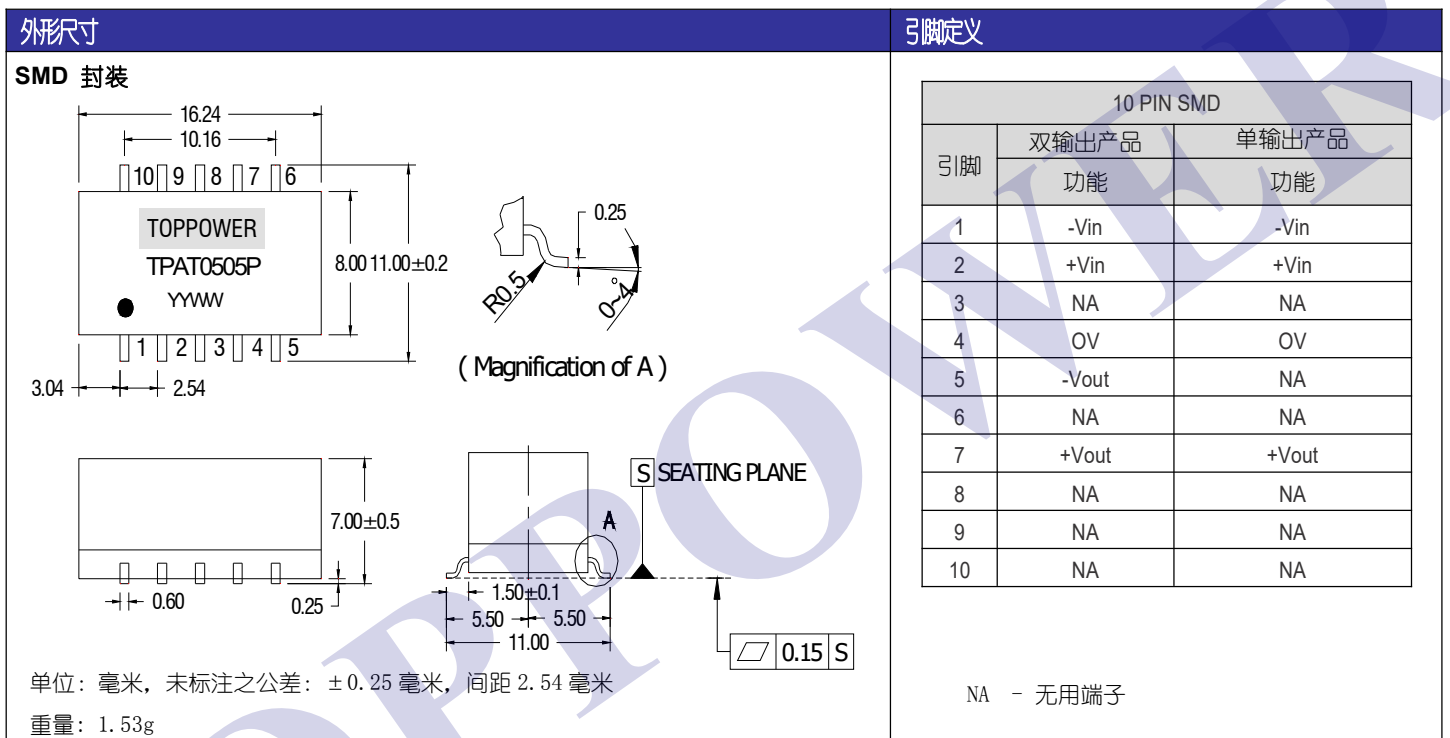 外形尺寸
SMD 封装
16.24
10.16
10 9 8 7 6
TOPPOWER
TPAT0505P
YYWW
8.00 11.00±0.2
1 2 3 4 5
3.04
2.54
0.25
R0.5
0~4°
( Magnification of A )
7.00±0.5
0.60
0.25
S SEATING PLANE
A
1.50±0.1
5.50 5.50
11.00
0.15 S
单位: 毫米, 未标注之公差: ±0.25 毫米, 间距 2.54 毫米
重量: 1.53g
引脚定义
10 PIN SMD
引脚 双输出产品 单输出产品
功能 功能
1 -Vin -Vin
2 +Vin +Vin
3 NA NA
4 OV OV
5 -Vout NA
6 NA NA
7 +Vout +Vout
8 NA NA
9 NA NA
10 NA NA
NA - 无用端子
TOPPOWER